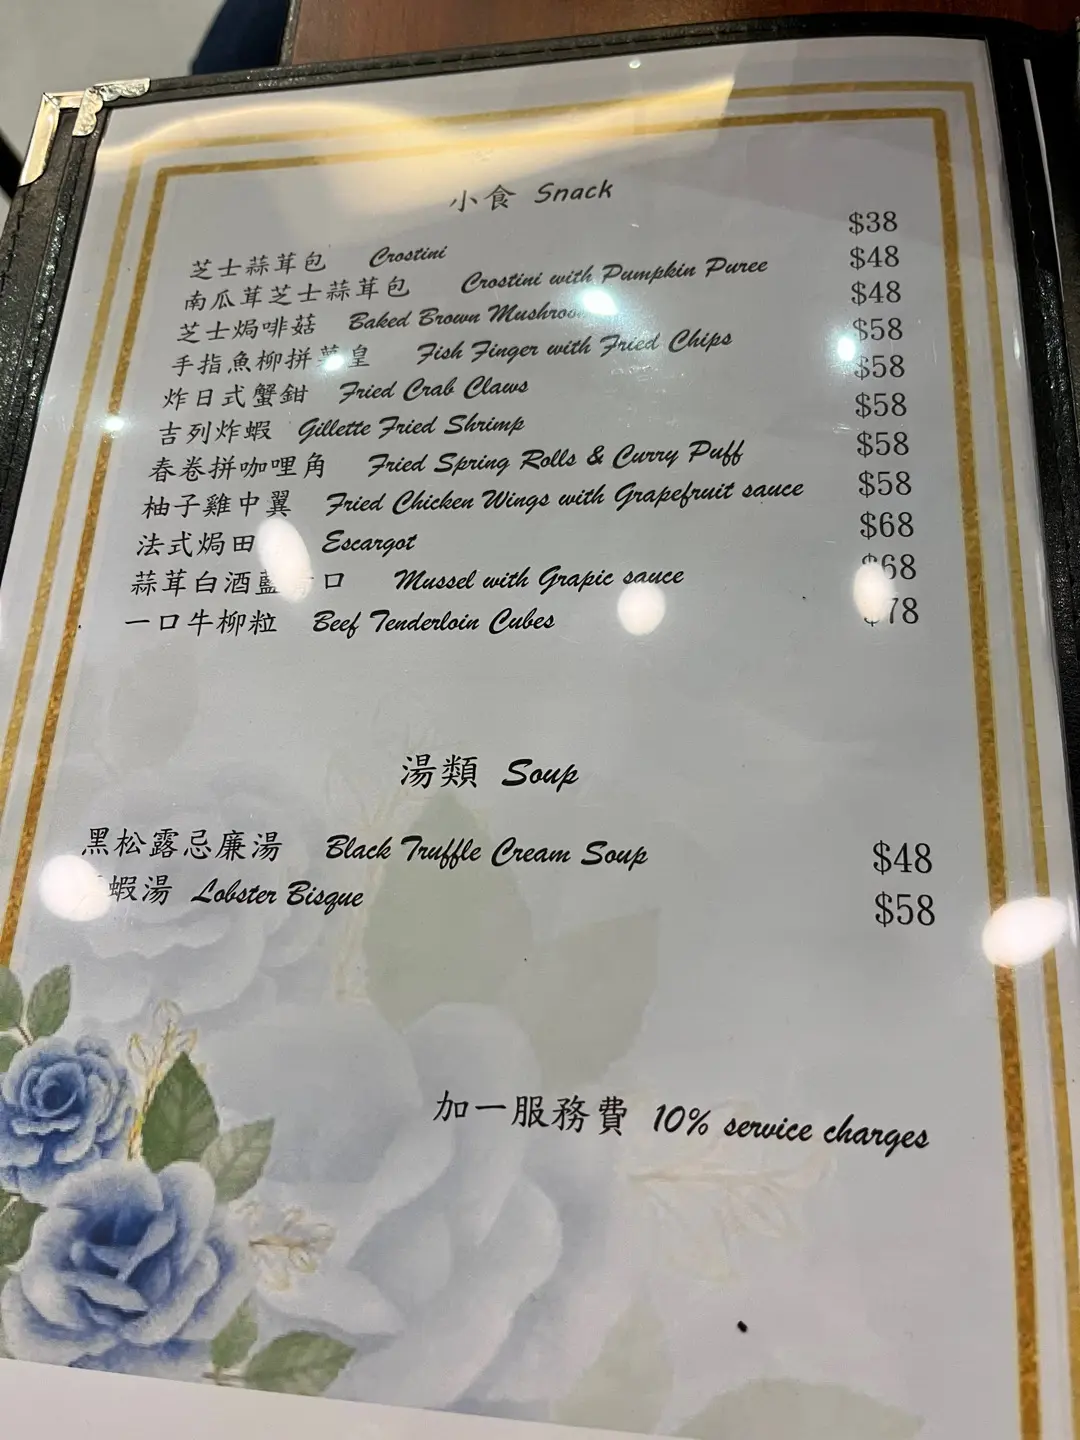 小食 Snack
芝士蒜茸包 Crostini $38
南瓜茸芝士蒜茸包 Crostini with Pumpkin Puree $48
芝士焗啡菇 Baked Brown $48
手指魚柳拼 皇 Fish Finger with Fried Chips $58
炸日式蟹鉗 Fried Crab Claws $58
吉列炸蝦 Gillette Fried Shrimp $58
春卷拼咖哩角 Fried Spring Rolls & Curry Puff $58
柚子雞中翼 Fried Chicken Wings with Grapefruit sauce $58
法式焗田 Escargot $68
蒜茸白酒藍 口 Mussel with Grapic sauce 68
一口牛柳粒 Beef Tenderloin Cubes 78
湯類 Soup
黑松露忌廉湯 Black Truffle Cream Soup $48
蝦湯 Lobster Bisque $58
加一服務費 10% service charges